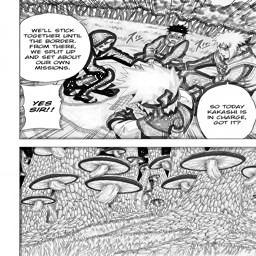 WE'LL STICK
TOGETHER UNTIL
THE BORDER.
FROM THERE,
WE SPLIT UP
AND SET ABOUT
OUR OWN
MISSIONS.
YES
SIR!!
SO TODAY
KAKASHI IS
IN CHARGE,
GOT IT?